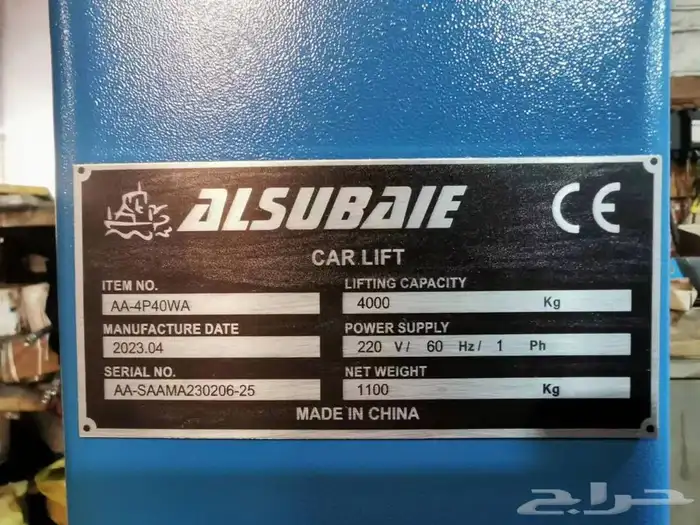 ALSUBAIE
CE
CAR LIFT
ITEM NO.
AA-4P40WA
LIFTING CAPACITY
4000 Kg
MANUFACTURE DATE
2023.04
POWER SUPPLY
220 V/ 60 Hz/ 1 Ph
SERIAL NO.
AA-SAAMA230206-25
NET WEIGHT
1100 Kg
MADE IN CHINA
حراج